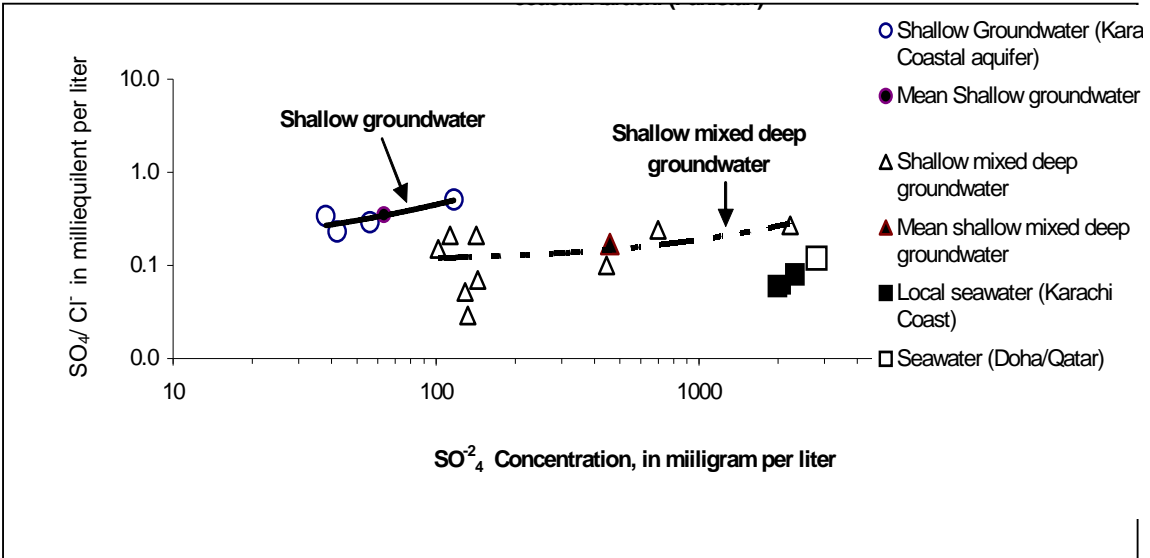 Shallow Groundwater (Kara
Coastal aquifer)
Mean Shallow groundwater
Shallow mixed deep
groundwater
Mean shallow mixed deep
groundwater
Local seawater (Karachi
Coast)
Seawater (Doha/Qatar)
SO₄/ Cl⁻ in milliequilent per liter
10.0
1.0
0.1
0.0
Shallow groundwater
Shallow mixed deep
groundwater
10
100
1000
SO⁻²₄ Concentration, in miiligram per liter